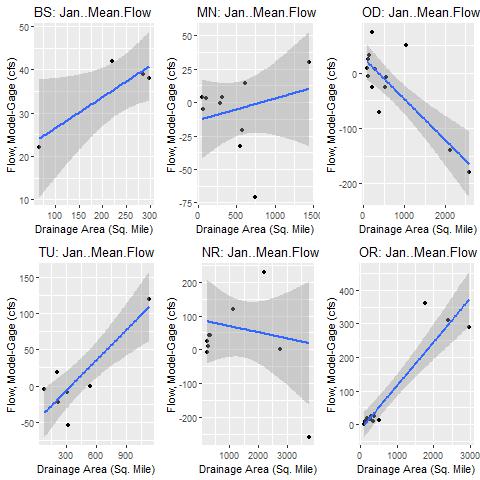 BS: Jan..Mean.Flow
MN: Jan..Mean.Flow
OD: Jan..Mean.Flow
Flow, Model-Gage (cfs)
50
40
30
20
10
100
150
200
250
300
Drainage Area (Sq. Mile)
Flow, Model-Gage (cfs)
50
25
0
-25
-50
-75
0
500
1000
1500
Drainage Area (Sq. Mile)
Flow, Model-Gage (cfs)
0
-100
-200
0
1000
2000
Drainage Area (Sq. Mile)
TU: Jan..Mean.Flow
NR: Jan..Mean.Flow
OR: Jan..Mean.Flow
Flow, Model-Gage (cfs)
150
100
50
0
-50
300
600
900
Drainage Area (Sq. Mile)
Flow, Model-Gage (cfs)
200
100
0
-100
-200
1000
2000
3000
Drainage Area (Sq. Mile)
Flow, Model-Gage (cfs)
400
300
200
100
0
0
1000
2000
3000
Drainage Area (Sq. Mile)